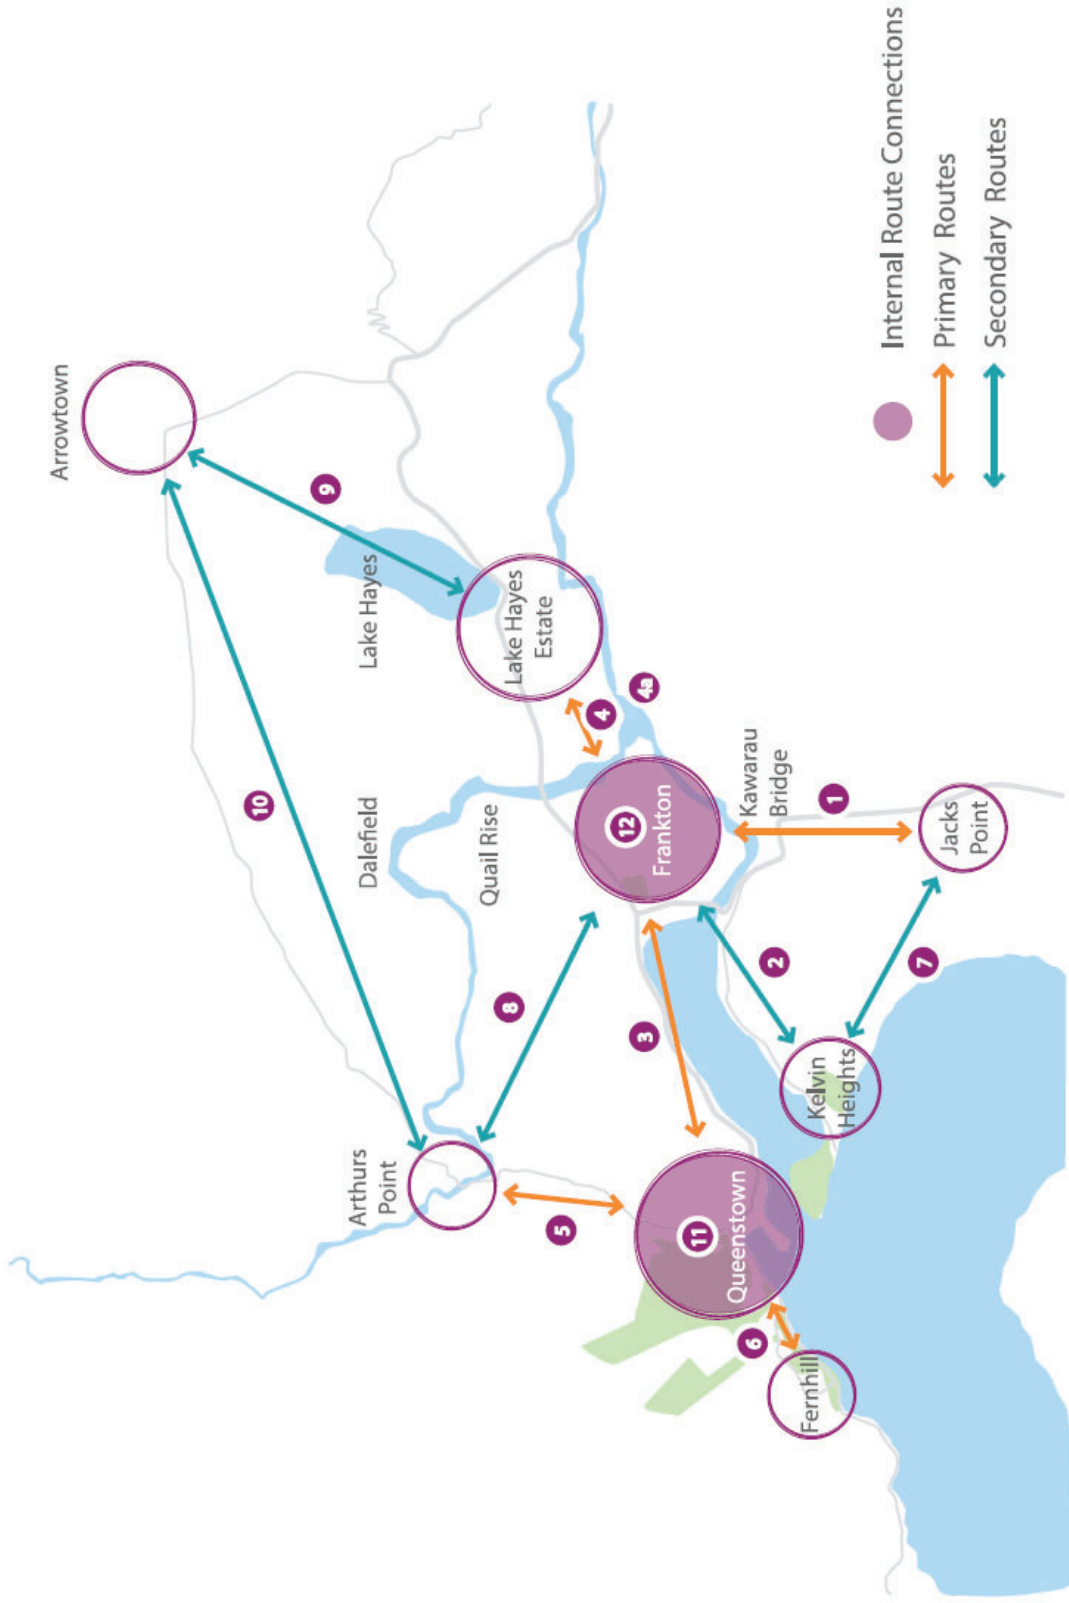 Arrowtown
9
10
Lake Hayes
Lake Hayes
Estate
Dalefield
Quail Rise
4
4a
12
Frankton
Kawarau
Bridge
1
Jacks
Point
Arthurs
Point
8
3
2
7
Kelvin
Heights
5
11
Queenstown
6
Fernhill
Internal Route Connections
Primary Routes
Secondary Routes